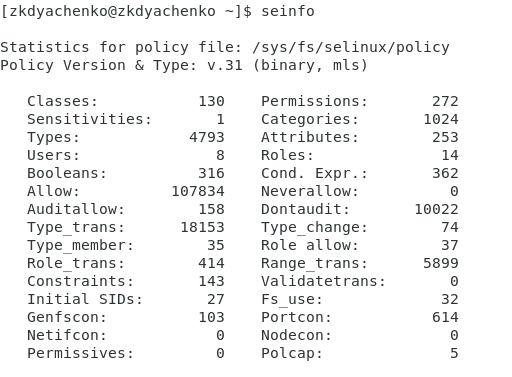 [zkdyachenko@zkdyachenko ~]$ seinfo
Statistics for policy file: /sys/fs/selinux/policy
Policy Version & Type: v.31 (binary, mls)
Classes: 130 Permissions: 272
Sensitivities: 1 Categories: 1024
Types: 4793 Attributes: 253
Users: 8 Roles: 14
Booleans: 316 Cond. Expr.: 362
Allow: 107834 Neverallow: 0
Auditallow: 158 Dontaudit: 10022
Type_trans: 18153 Type_change: 74
Type_member: 35 Role allow: 37
Role_trans: 414 Range_trans: 5899
Constraints: 143 Validatetrans: 0
Initial SIDs: 27 Fs_use: 32
Genfscon: 103 Portcon: 614
Netifcon: 0 Nodecon: 0
Permissives: 0 Polcap: 5